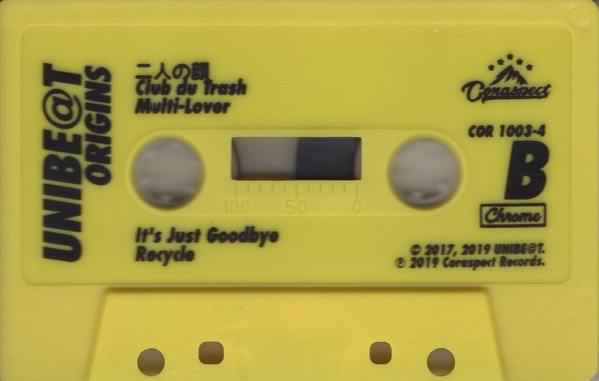 UNIBE@T
ORIGINS
二人の顔
Club du Trash
Multi-Lover
Coraspect
COR 1003-4
B
Chrome
100 50 0
It's Just Goodbye
Recycle
© 2017, 2019 UNIBE@T.
℗ 2019 Coraspect Records.